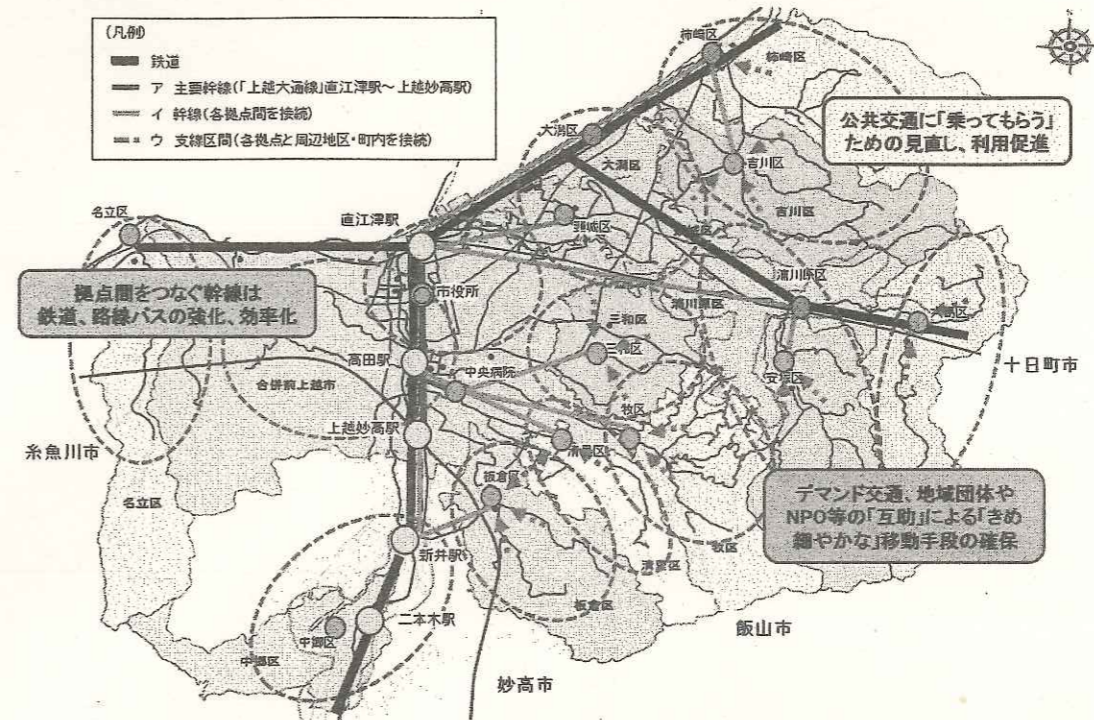 (凡例)
鉄道
ア 主要幹線(「上越大通線」直江津駅～上越妙高駅)
イ 幹線(各拠点間を接続)
ウ 支線区間(各拠点と周辺地区・町内を接続)
柿崎区
柿崎区
公共交通に「乗ってもらう」
ための見直し、利用促進
大潟区
大潟区
吉川区
吉川区
名立区
直江津駅
頸城区
拠点間をつなぐ幹線は
鉄道、路線バスの強化、効率化
市役所
浦川原区
浦川原区
大島区
三和区
三和区
高田駅
中央病院
合併前上越市
安塚区
十日町市
上越妙高駅
牧区
清里区
糸魚川市
板倉区
名立区
デマンド交通、地域団体や
NPO等の「互助」による「きめ
細やかな」移動手段の確保
新井駅
牧区
清里区
板倉区
二本木駅
中郷区
中郷区
飯山市
妙高市